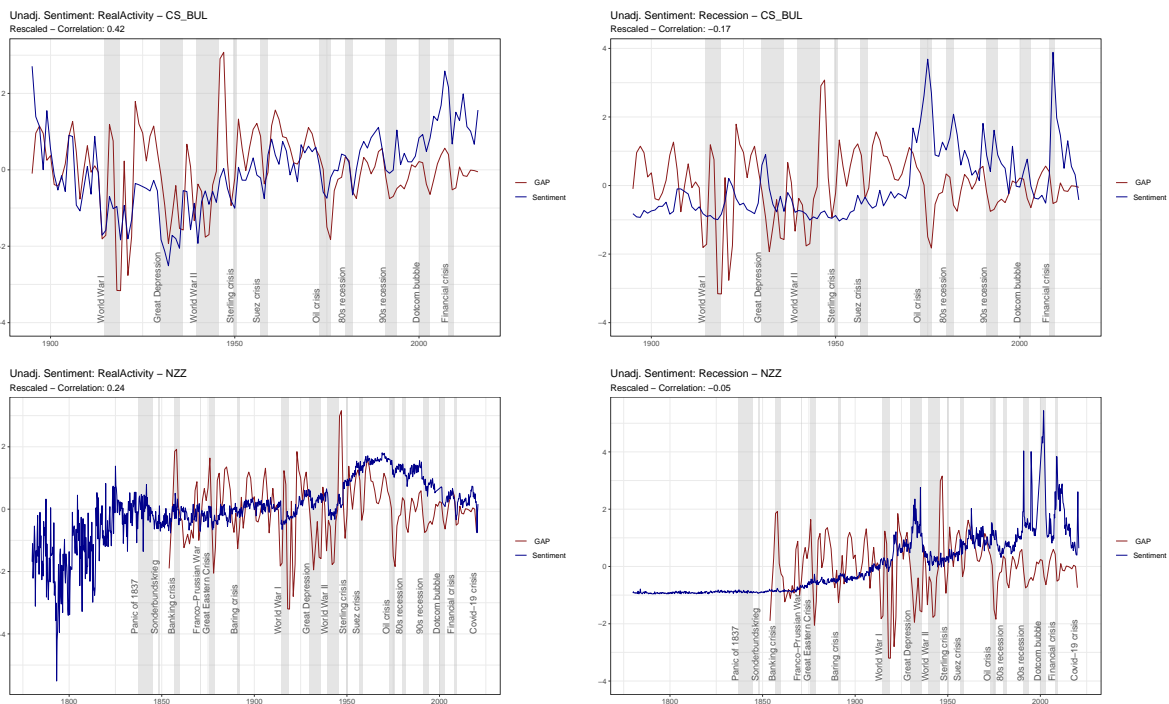 Unadj. Sentiment: RealActivity – CS_BUL
Rescaled – Correlation: 0.42
2
0
−2
−4
World War I
Great Depression
World War II
Sterling crisis
Suez crisis
Oil crisis
80s recession
90s recession
Dotcom bubble
Financial crisis
1900
1950
2000
GAP
Sentiment
Unadj. Sentiment: Recession – CS_BUL
Rescaled – Correlation: −0.17
4
2
0
−2
−4
World War I
Great Depression
World War II
Sterling crisis
Suez crisis
Oil crisis
80s recession
90s recession
Dotcom bubble
Financial crisis
1900
1950
2000
GAP
Sentiment
Unadj. Sentiment: RealActivity – NZZ
Rescaled – Correlation: 0.24
2
0
−2
−4
Panic of 1837
Sonderbundskrieg
Banking crisis
Franco−Prussian War
Great Eastern Crisis
Baring crisis
World War I
Great Depression
World War II
Sterling crisis
Suez crisis
Oil crisis
80s recession
90s recession
Dotcom bubble
Financial crisis
Covid−19 crisis
1800
1850
1900
1950
2000
GAP
Sentiment
Unadj. Sentiment: Recession – NZZ
Rescaled – Correlation: −0.05
4
2
0
−2
−4
Panic of 1837
Sonderbundskrieg
Banking crisis
Franco−Prussian War
Great Eastern Crisis
Baring crisis
World War I
Great Depression
World War II
Sterling crisis
Suez crisis
Oil crisis
80s recession
90s recession
Dotcom bubble
Financial crisis
Covid−19 crisis
1800
1850
1900
1950
2000
GAP
Sentiment